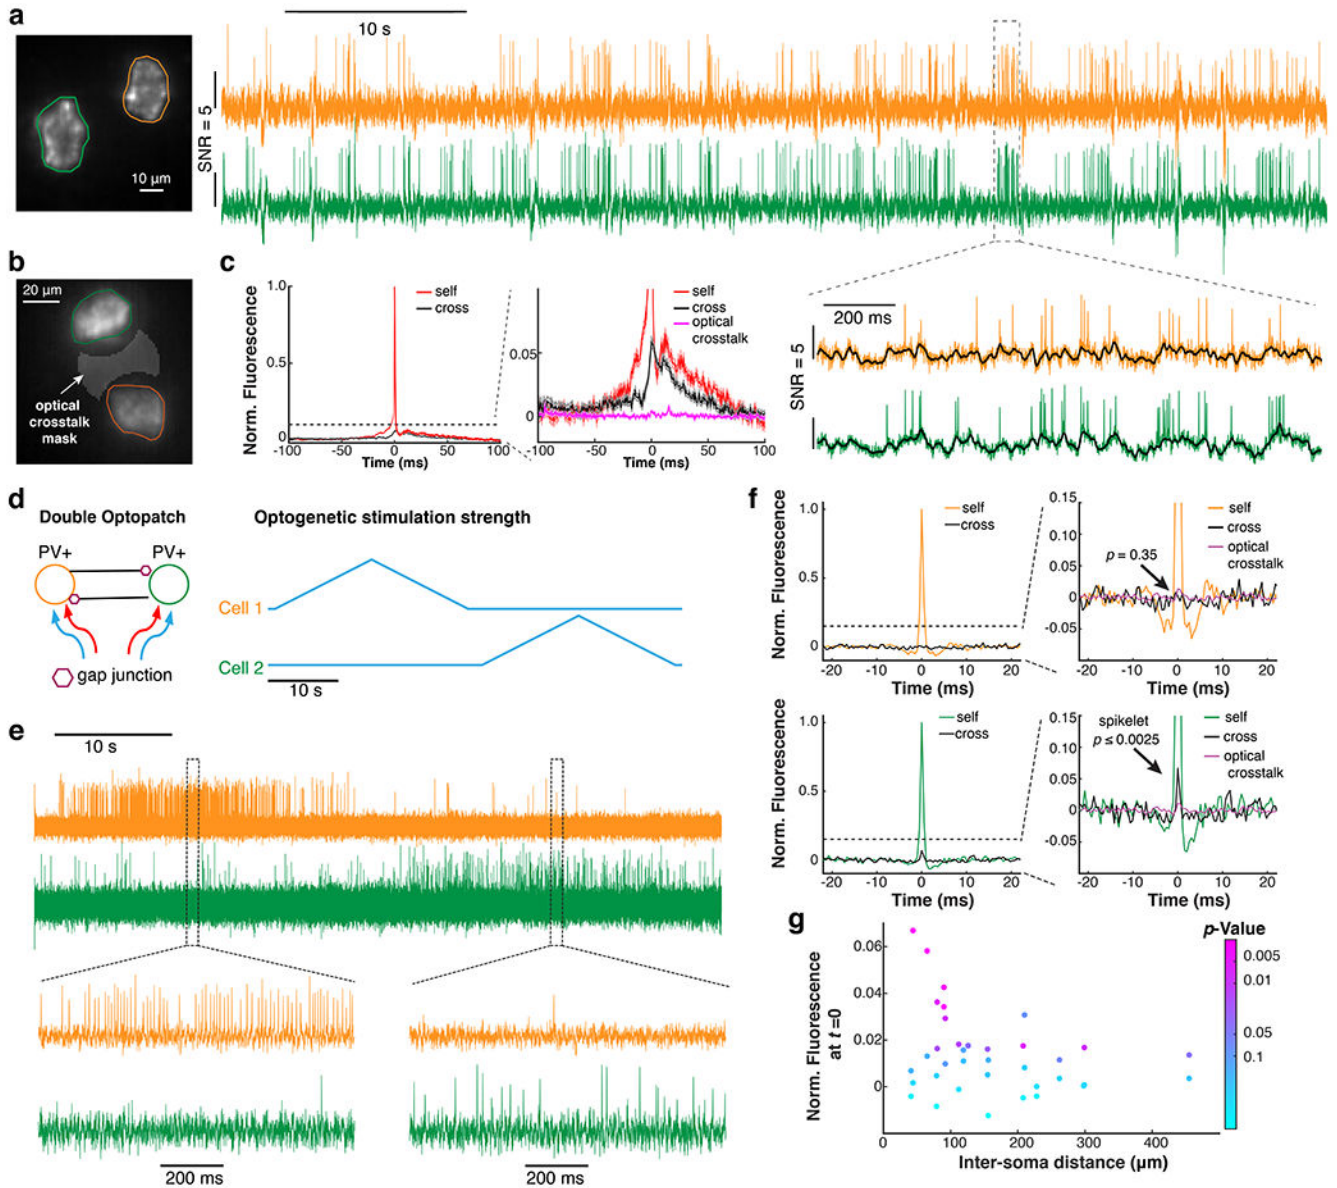 a
10 s
SNR = 5
10 µm
b
20 µm
optical
crosstalk
mask
c
Norm. Fluorescence
1.0
0.5
0
-100
-50
0
50
100
Time (ms)
self
cross
0.05
0
-100
-50
0
50
100
Time (ms)
self
cross
optical
crosstalk
200 ms
SNR = 5
d
Double Optopatch
PV+
PV+
gap junction
Optogenetic stimulation strength
Cell 1
Cell 2
10 s
e
10 s
200 ms
200 ms
f
Norm. Fluorescence
1.0
0.5
0
-20
-10
0
10
20
Time (ms)
self
cross
0.15
0.10
0.05
0
-0.05
-20
-10
0
10
20
Time (ms)
p = 0.35
self
cross
optical
crosstalk
Norm. Fluorescence
1.0
0.5
0
-20
-10
0
10
20
Time (ms)
self
cross
0.15
0.10
0.05
0
-0.05
-20
-10
0
10
20
Time (ms)
spikelet
p ≤ 0.0025
self
cross
optical
crosstalk
g
Norm. Fluorescence
at t =0
0.06
0.04
0.02
0
0
100
200
300
400
Inter-soma distance (µm)
p-Value
0.005
0.01
0.05
0.1